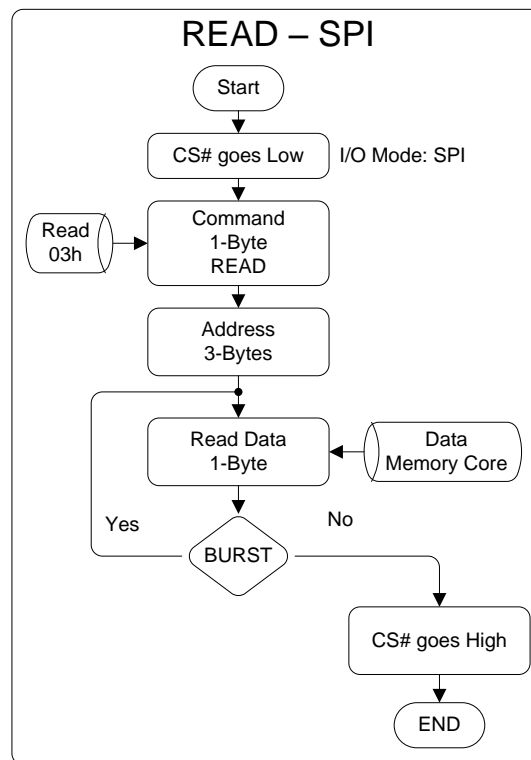 READ – SPI
Start
CS# goes Low
I/O Mode: SPI
Read
03h
Command
1-Byte
READ
Address
3-Bytes
Read Data
1-Byte
Data
Memory Core
Yes
No
BURST
CS# goes High
END